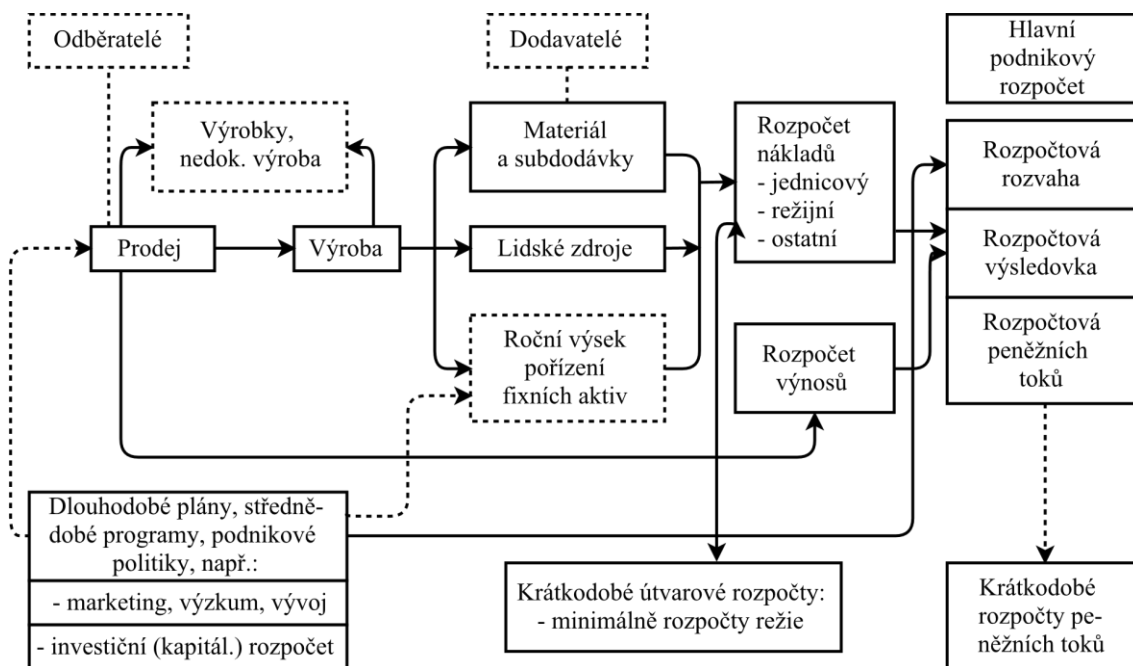 Odběratelé
Dodavatelé
Hlavní
podnikový
rozpočet
Výrobky,
nedok. výroba
Materiál
a subdodávky
Rozpočet
nákladů
- jednicový
- režijní
- ostatní
Rozpočtová
rozvaha
Prodej
Výroba
Lidské zdroje
Rozpočtová
výsledovka
Roční výsek
pořízení
fixních aktiv
Rozpočet
výnosů
Rozpočtová
peněžních
toků
Dlouhodobé plány, středně-
dobé programy, podnikové
politiky, např.:
- marketing, výzkum, vývoj
- investiční (kapitál.) rozpočet
Krátkodobé útvarové rozpočty:
- minimálně rozpočty režie
Krátkodobé
rozpočty pe-
něžních toků